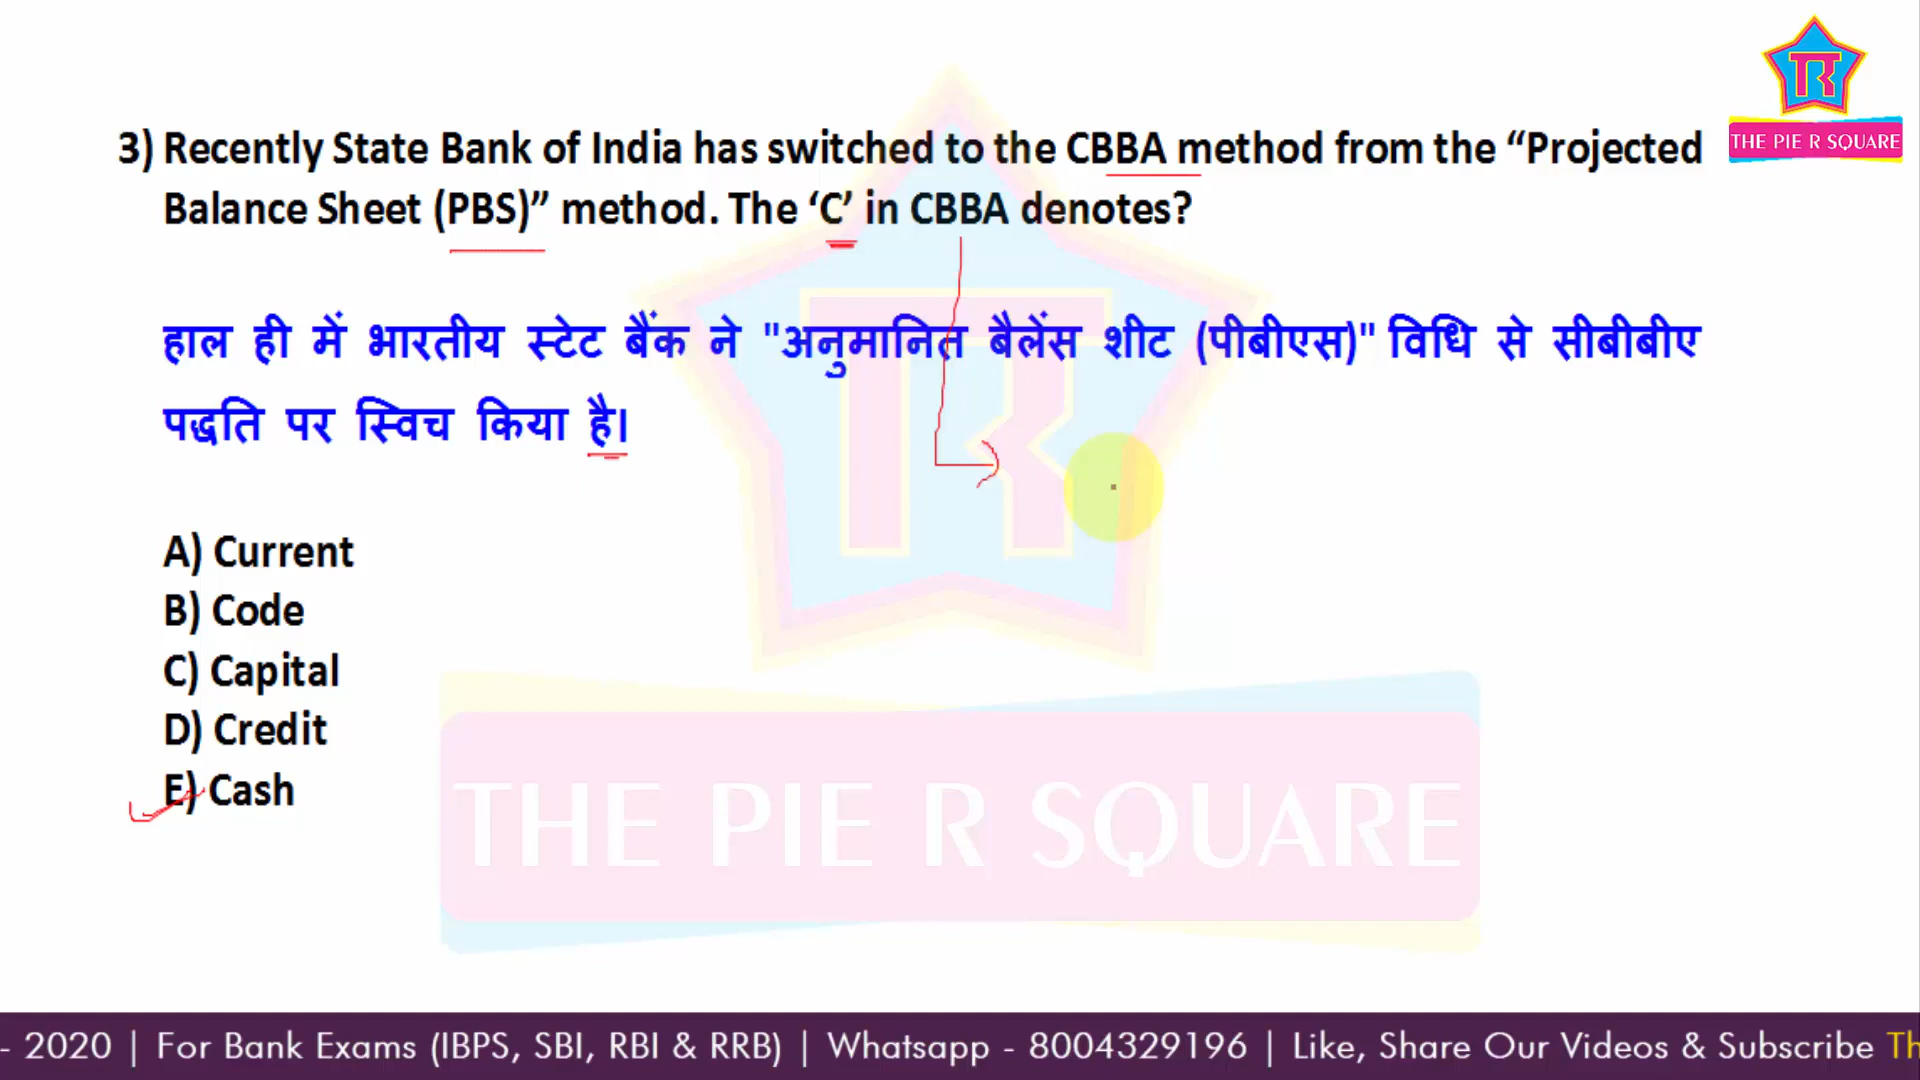 THE PIE R SQUARE
3) Recently State Bank of India has switched to the CBBA method from the “Projected
Balance Sheet (PBS)” method. The ‘C’ in CBBA denotes?
हाल ही में भारतीय स्टेट बैंक ने "अनुमानित बैलेंस शीट (पीबीएस)" विधि से सीबीबीए
पद्धति पर स्विच किया है।
A) Current
B) Code
C) Capital
D) Credit
E) Cash
THE PIE R SQUARE
- 2020 | For Bank Exams (IBPS, SBI, RBI & RRB) | Whatsapp - 8004329196 | Like, Share Our Videos & Subscribe Th